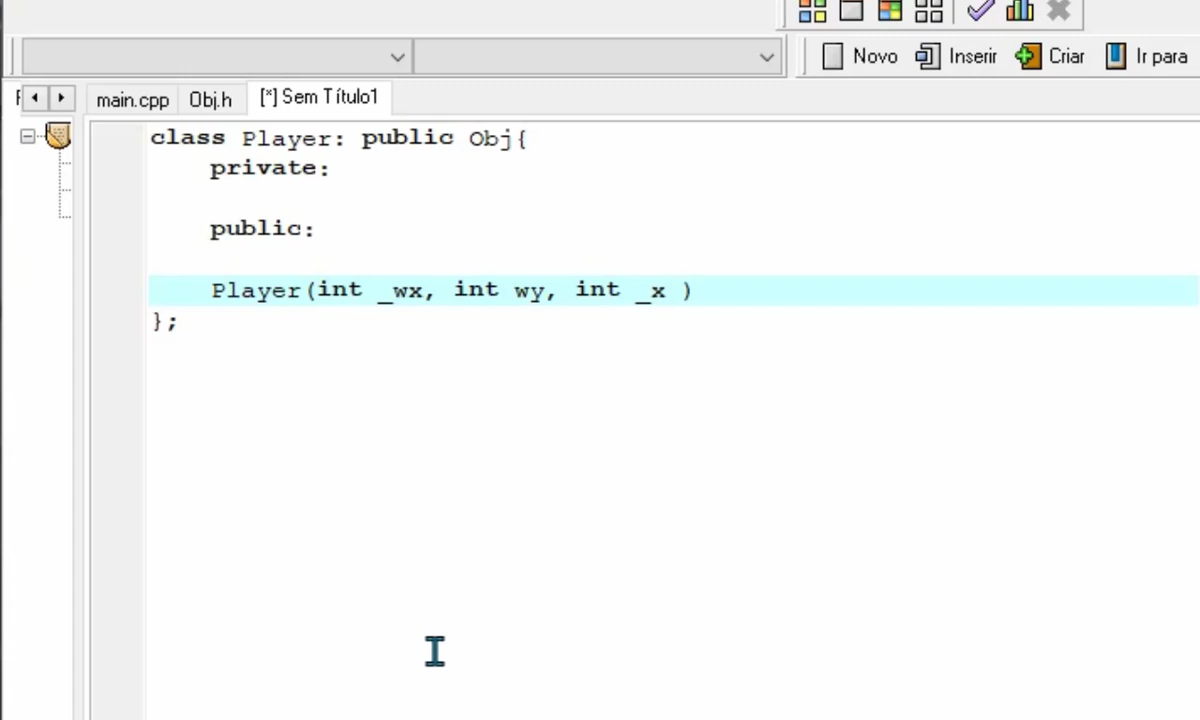 Novo Inserir Criar Ir para
main.cpp Obj.h [*] Sem Título1
class Player: public Obj{
private:
public:
Player(int _wx, int wy, int _x )
};